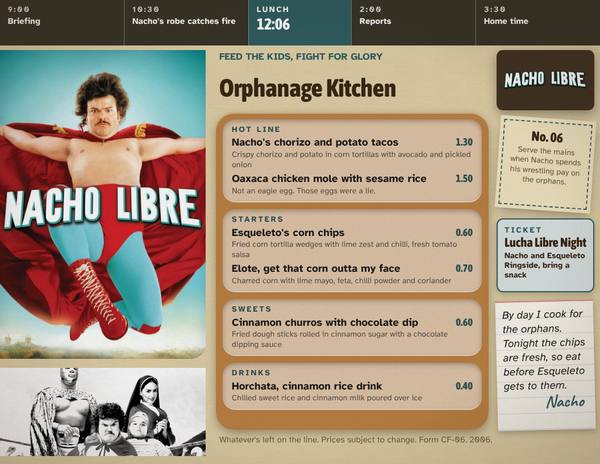 9:00
Briefing
10:30
Nacho's robe catches fire
LUNCH
12:06
2:00
Reports
3:30
Home time
NACHO LIBRE
FEED THE KIDS, FIGHT FOR GLORY
Orphanage Kitchen
HOT LINE
Nacho's chorizo and potato tacos 1.30
Crispy chorizo and potato in corn tortillas with avocado and pickled
onion
Oaxaca chicken mole with sesame rice 1.50
Not an eagle egg. Those eggs were a lie.
STARTERS
Esqueleto's corn chips 0.60
Fried corn tortilla wedges with lime zest and chilli, fresh tomato
salsa
Elote, get that corn outta my face 0.70
Charred corn with lime mayo, feta, chilli powder and coriander
SWEETS
Cinnamon churros with chocolate dip 0.60
Fried dough sticks rolled in cinnamon sugar with a chocolate
dipping sauce
DRINKS
Horchata, cinnamon rice drink 0.40
Chilled sweet rice and cinnamon milk poured over ice
Whatever's left on the line. Prices subject to change. Form CF-06, 2006.
NACHO LIBRE
No. 06
Serve the mains
when Nacho spends
his wrestling pay on
the orphans.
TICKET
Lucha Libre Night
Nacho and Esqueleto
Ringside, bring a
snack
By day I cook for
the orphans.
Tonight the chips
are fresh, so eat
before Esqueleto
gets to them.
Nacho